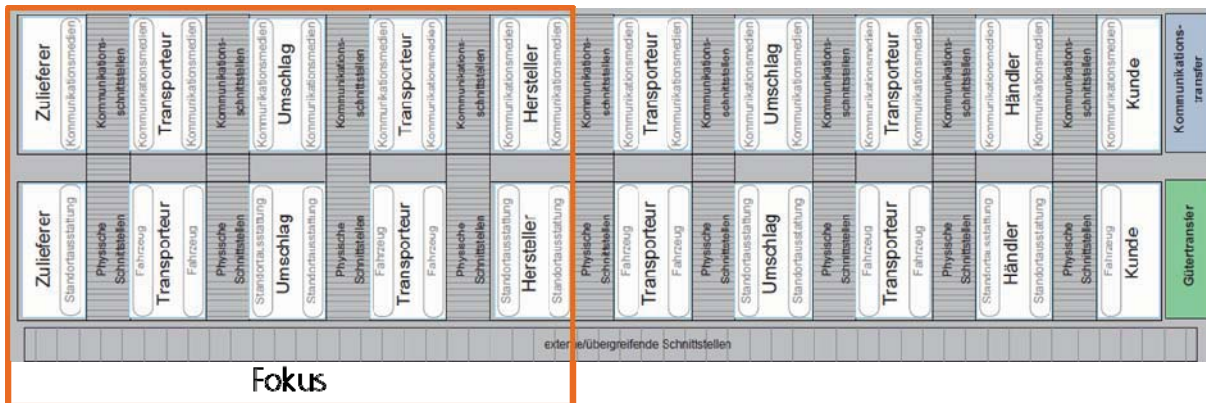 Zulieferer
Kommunikationsmedien
Kommunikations-
schnittstellen
Kommunikationsmedien
Transporteur
Kommunikationsmedien
Kommunikations-
schnittstellen
Kommunikationsmedien
Umschlag
Kommunikationsmedien
Kommunikations-
schnittstellen
Kommunikationsmedien
Transporteur
Kommunikationsmedien
Kommunikations-
schnittstellen
Kommunikationsmedien
Hersteller
Kommunikationsmedien
Kommunikations-
schnittstellen
Kommunikationsmedien
Transporteur
Kommunikationsmedien
Kommunikations-
schnittstellen
Kommunikationsmedien
Umschlag
Kommunikationsmedien
Kommunikations-
schnittstellen
Kommunikationsmedien
Transporteur
Kommunikationsmedien
Kommunikations-
schnittstellen
Kommunikationsmedien
Händler
Kommunikationsmedien
Kommunikations-
schnittstellen
Kommunikationsmedien
Kunde
Kommunikations-
transfer
Zulieferer
Standortausstattung
Physische
Schnittstellen
Fahrzeug
Transporteur
Fahrzeug
Physische
Schnittstellen
Standortausstattung
Umschlag
Standortausstattung
Physische
Schnittstellen
Fahrzeug
Transporteur
Fahrzeug
Physische
Schnittstellen
Standortausstattung
Hersteller
Standortausstattung
Physische
Schnittstellen
Fahrzeug
Transporteur
Fahrzeug
Physische
Schnittstellen
Standortausstattung
Umschlag
Standortausstattung
Physische
Schnittstellen
Fahrzeug
Transporteur
Fahrzeug
Physische
Schnittstellen
Standortausstattung
Händler
Standortausstattung
Physische
Schnittstellen
Fahrzeug
Kunde
Gütertransfer
externe/übergreifende Schnittstellen
Fokus